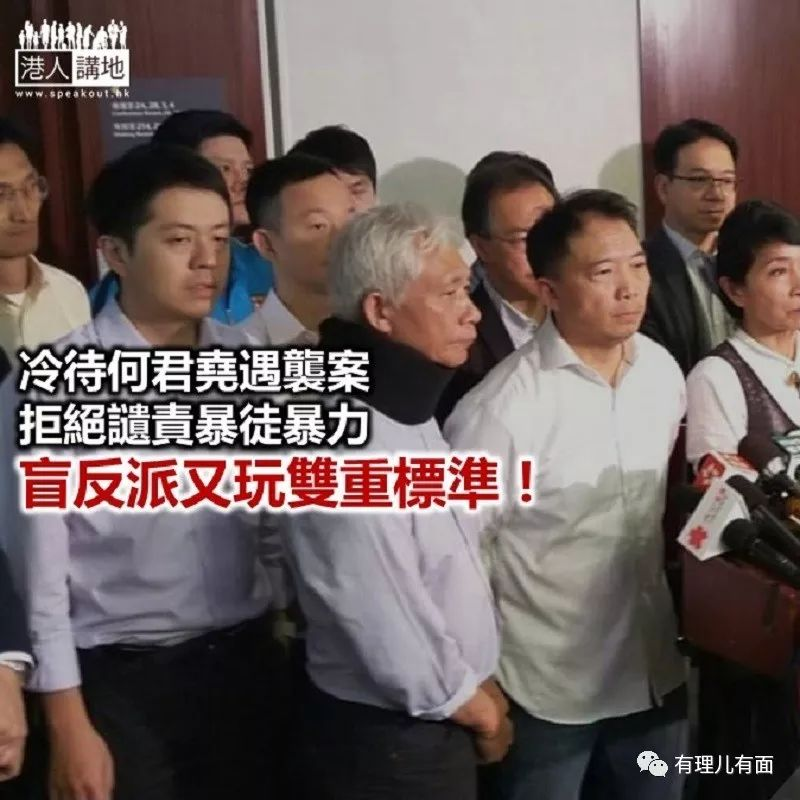 港人講地
www.speakout.hk
冷待何君堯遇襲案
拒絕譴責暴徒暴力
盲反派又玩雙重標準！
有理儿有面